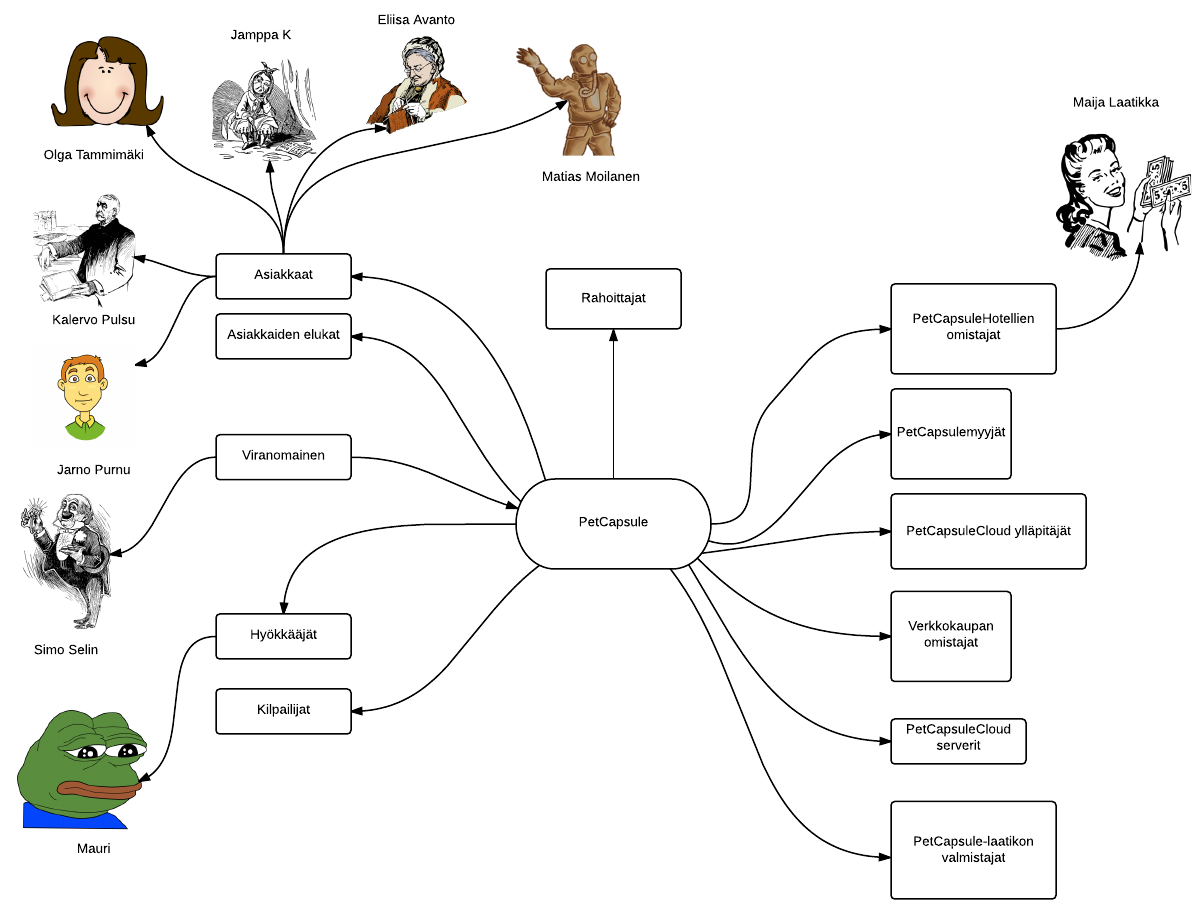 Eliisa Avanto
Jamppa K
Maija Laatikka
Olga Tammimäki
Matias Moilanen
Asiakkaat
Rahoittajat
Kalervo Pulsu
PetCapsuleHotellien
omistajat
Asiakkaiden elukat
PetCapsulemyyjät
Viranomainen
Jarno Purnu
PetCapsule
PetCapsuleCloud ylläpitäjät
Hyökkääjät
Verkkokaupan
omistajat
Simo Selin
Kilpailijat
PetCapsuleCloud
serverit
Mauri
PetCapsule-laatikon
valmistajat